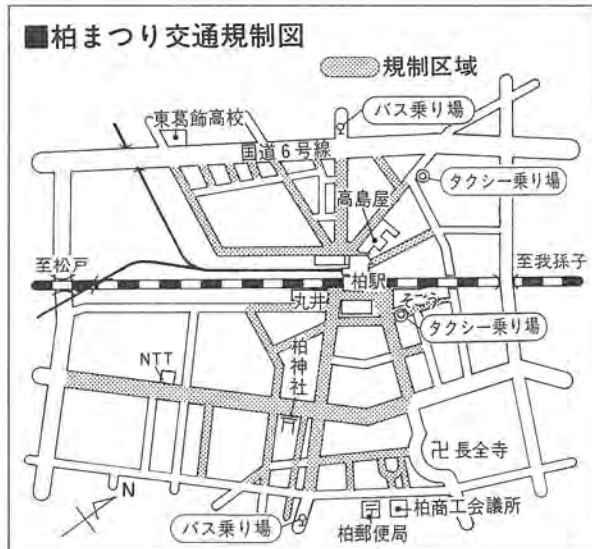 ■柏まつり交通規制図
規制区域
東葛飾高校
バス乗り場
国道6号線
タクシー乗り場
高島屋
至松戸
柏駅
至我孫子
丸井
そごう
タクシー乗り場
NTT
柏神社
卍長全寺
N
バス乗り場
柏商工会議所
柏郵便局